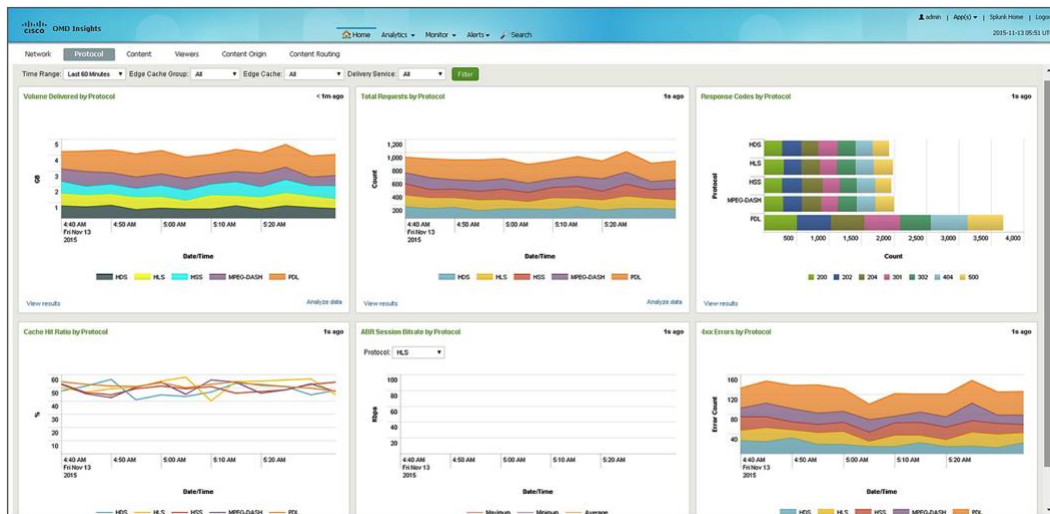 admin | App(s) | Splunk Home | Logo
CISCO OMD Insights
Home Analytics Monitor Alerts Search
2015-11-13 05:51 UT
Network Protocol Content Viewers Content Origin Content Routing
Time Range: Last 60 Minutes Edge Cache Group: All Edge Cache: All Delivery Service: All Filter
Volume Delivered by Protocol < 1m ago
5
4
3
2
1
GB
4:40 AM 4:50 AM 5:00 AM 5:10 AM 5:20 AM
Fri Nov 13
2015
Date/Time
HDS HLS HSS MPEG-DASH PDL
View results Analyze data
Total Requests by Protocol 1s ago
1,200
1,000
800
600
400
200
Count
4:40 AM 4:50 AM 5:00 AM 5:10 AM 5:20 AM
Fri Nov 13
2015
Date/Time
HDS HLS HSS MPEG-DASH PDL
View results Analyze data
Response Codes by Protocol 1s ago
HDS
HLS
HSS
MPEG-DASH
PDL
Protocol
500 1,000 1,500 2,000 2,500 3,000 3,500 4,000
Count
200 202 204 301 302 404 500
View results
Cache Hit Ratio by Protocol 1s ago
60
50
40
30
20
10
%
4:40 AM 4:50 AM 5:00 AM 5:10 AM 5:20 AM
Fri Nov 13
2015
Date/Time
HDS HLS HSS MPEG-DASH PDL
ABR Session Bitrate by Protocol 1s ago
Protocol: HLS
100
80
60
40
20
Kbps
4:40 AM 4:50 AM 5:00 AM 5:10 AM 5:20 AM
Fri Nov 13
2015
Date/Time
Maximum Minimum Average
4xx Errors by Protocol 1s ago
160
120
80
40
Error Count
4:40 AM 4:50 AM 5:00 AM 5:10 AM 5:20 AM
Fri Nov 13
2015
Date/Time
HDS HLS HSS MPEG-DASH PDL